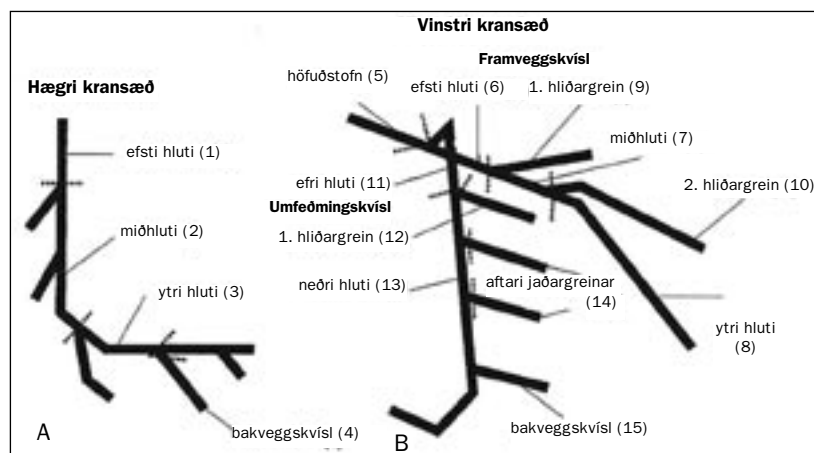 Vinstri kransæð
Framveggskvísl
höfuðstofn (5)
efsti hluti (6)
1. hliðargrein (9)
Hægri kransæð
efsti hluti (1)
miðhluti (7)
efri hluti (11)
2. hliðargrein (10)
Umfeðmingskvísl
miðhluti (2)
1. hliðargrein (12)
ytri hluti (3)
neðri hluti (13)
aftari jaðargreinar
(14)
ytri hluti
(8)
A
bakveggskvísl (4)
B
bakveggskvísl (15)